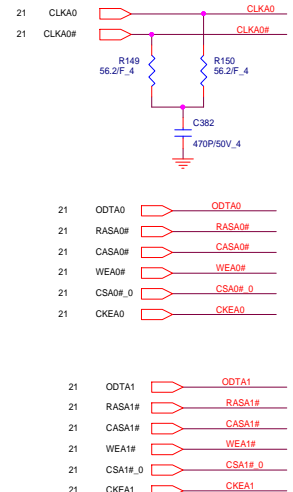 21 CLKA0 CLKA0
21 CLKA0# CLKA0#
R149 R150
56.2/F_4 56.2/F_4
C382
470P/50V_4
21 ODTA0 ODTA0
21 RASA0# RASA0#
21 CASA0# CASA0#
21 WEA0# WEA0#
21 CSA0#_0 CSA0#_0
21 CKEA0 CKEA0
21 ODTA1 ODTA1
21 RASA1# RASA1#
21 CASA1# CASA1#
21 WEA1# WEA1#
21 CSA1#_0 CSA1#_0
21 CKEA1 CKEA1